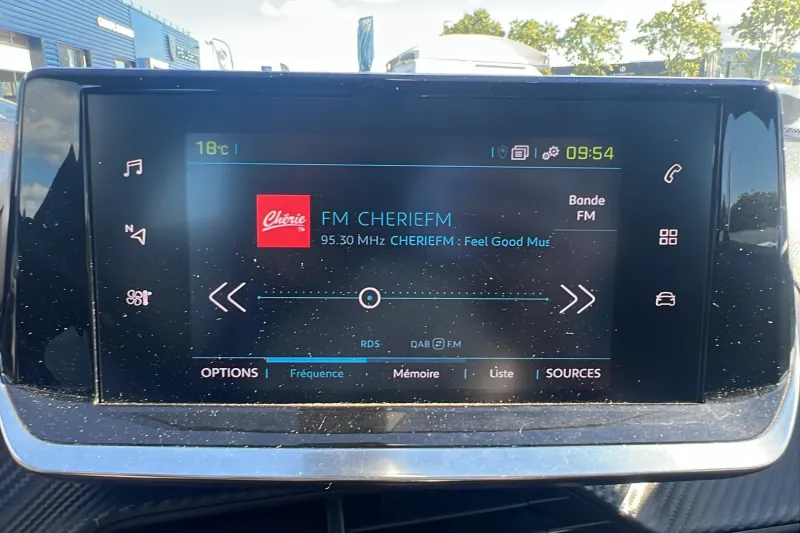 18°C
09:54
N
Chérie
FM
FM CHERIEFM
95.30 MHz CHERIEFM : Feel Good Mus
Bande
FM
RDS
DAB FM
OPTIONS
Fréquence
Mémoire
Liste
SOURCES